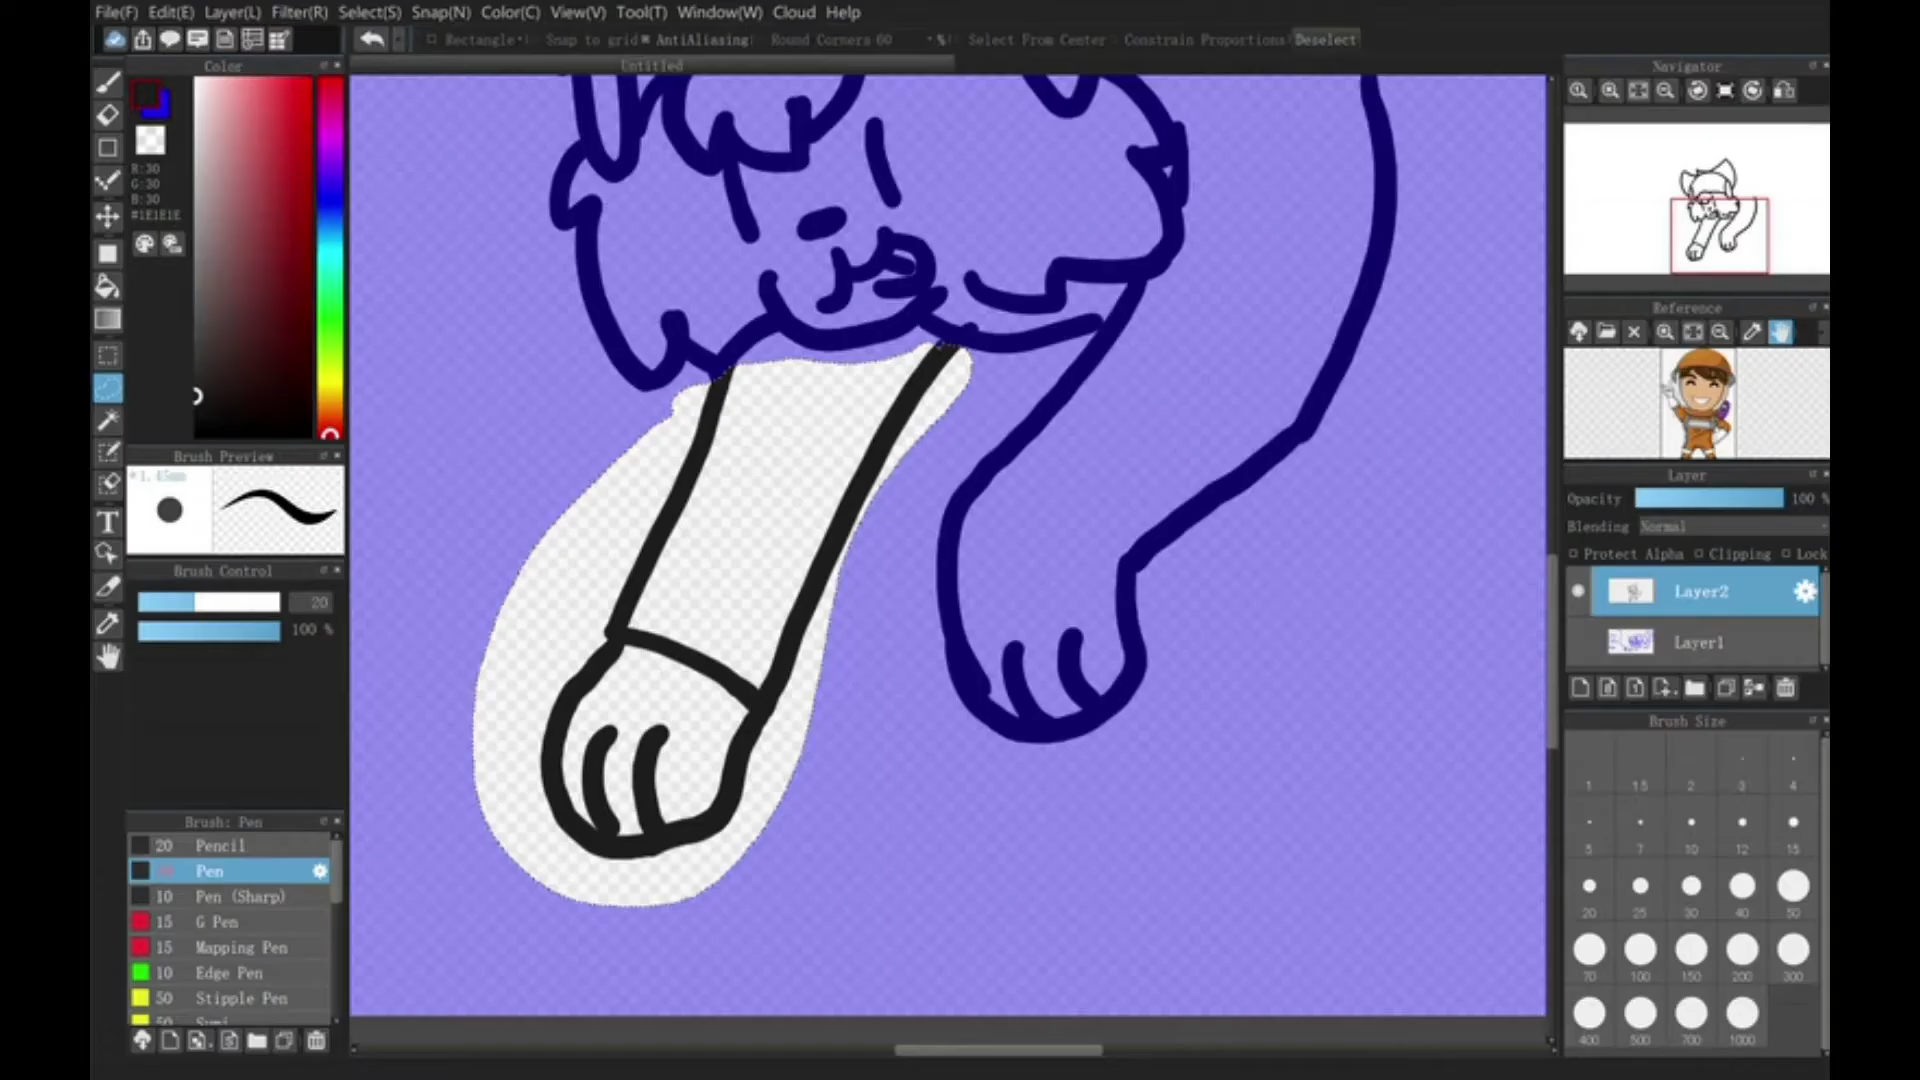 File(F) Edit(E) Layer(L) Filter(R) Select(S) Snap(N) Color(C) View(V) Tool(T) Window(W) Cloud Help
Rectangle Snap to grid AntiAliasing Round Corners 60 % Select From Center Constrain Proportions Deselect
Color
Untitled
Navigator
R:30
G:30
B:30
#1E1E1E
Reference
Brush Preview
1.45mm
Layer
Opacity 100 %
Blending Normal
Protect Alpha Clipping Lock
Brush Control
20
100 %
Layer2
Layer1
Brush Size
1 1.5 2 3 4
5 7 10 12 15
20 25 30 40 50
70 100 150 200 300
400 500 700 1000
Brush: Pen
20 Pencil
Pen
10 Pen (Sharp)
15 G Pen
15 Mapping Pen
10 Edge Pen
50 Stipple Pen
50 Sumi